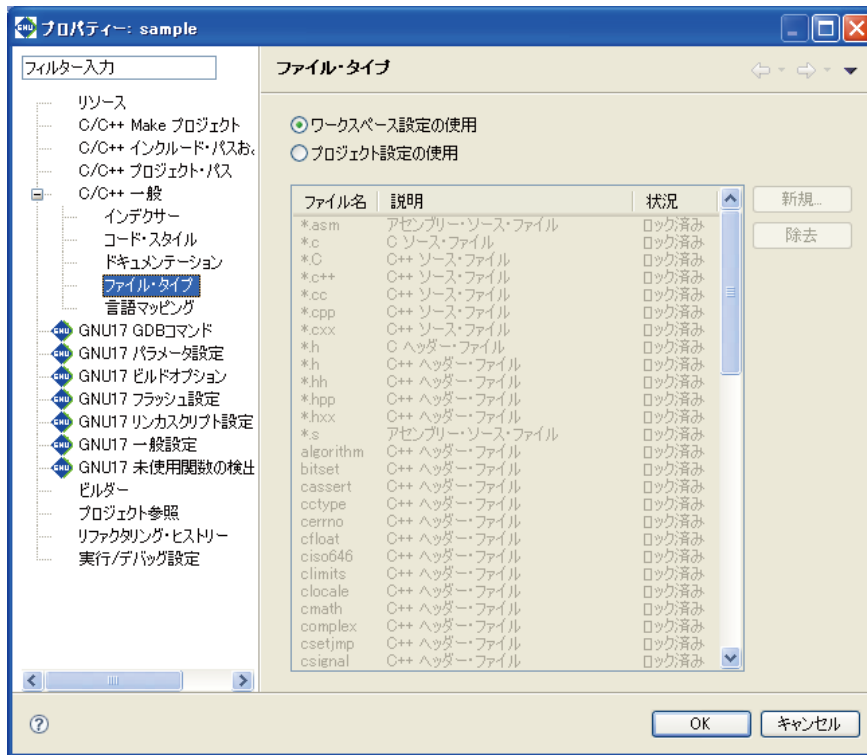 プロパティー: sample
フィルター入力
リソース
C/C++ Make プロジェクト
C/C++ インクルード・パスお
C/C++ プロジェクト・パス
C/C++ 一般
インデクサー
コード・スタイル
ドキュメンテーション
ファイル・タイプ
言語マッピング
GNU17 GDBコマンド
GNU17 パラメータ設定
GNU17 ビルドオプション
GNU17 フラッシュ設定
GNU17 リンカスクリプト設定
GNU17 一般設定
GNU17 未使用関数の検出
ビルダー
プロジェクト参照
リファクタリング・ヒストリー
実行/デバッグ設定
ファイル・タイプ
ワークスペース設定の使用
プロジェクト設定の使用
ファイル名 説明 状況
*.asm アセンブリー・ソース・ファイル ロック済み
*.c C ソース・ファイル ロック済み
*.C C++ ソース・ファイル ロック済み
*.c++ C++ ソース・ファイル ロック済み
*.cc C++ ソース・ファイル ロック済み
*.cpp C++ ソース・ファイル ロック済み
*.cxx C++ ソース・ファイル ロック済み
*.h C ヘッダー・ファイル ロック済み
*.h C++ ヘッダー・ファイル ロック済み
*.hh C++ ヘッダー・ファイル ロック済み
*.hpp C++ ヘッダー・ファイル ロック済み
*.hxx C++ ヘッダー・ファイル ロック済み
*.s アセンブリー・ソース・ファイル ロック済み
algorithm C++ ヘッダー・ファイル ロック済み
bitset C++ ヘッダー・ファイル ロック済み
cassert C++ ヘッダー・ファイル ロック済み
cctype C++ ヘッダー・ファイル ロック済み
cerrno C++ ヘッダー・ファイル ロック済み
cfloat C++ ヘッダー・ファイル ロック済み
ciso646 C++ ヘッダー・ファイル ロック済み
climits C++ ヘッダー・ファイル ロック済み
clocale C++ ヘッダー・ファイル ロック済み
cmath C++ ヘッダー・ファイル ロック済み
complex C++ ヘッダー・ファイル ロック済み
csetjmp C++ ヘッダー・ファイル ロック済み
csignal C++ ヘッダー・ファイル ロック済み
新規...
除去
OK
キャンセル